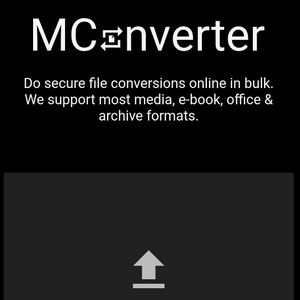 MConverter
Do secure file conversions online in bulk.
We support most media, e-book, office &
archive formats.